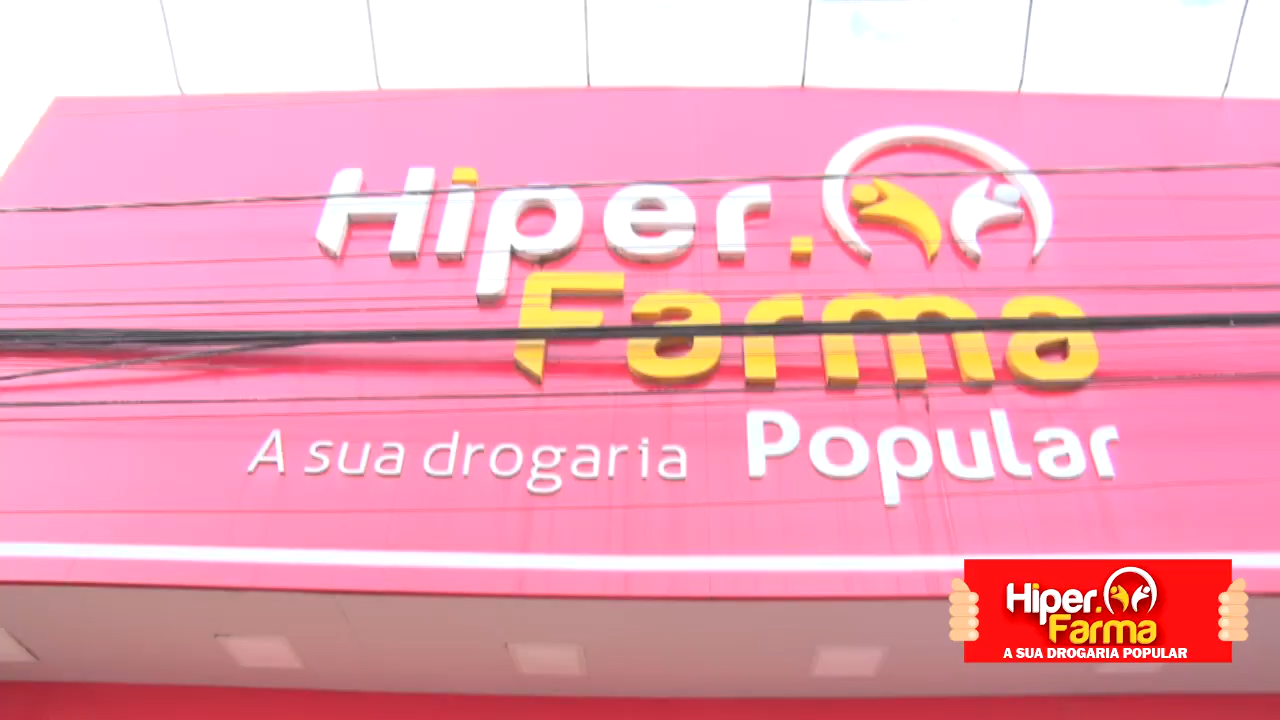 Hiper.
Farma
A sua drogaria Popular
Hiper.
Farma
A SUA DROGARIA POPULAR